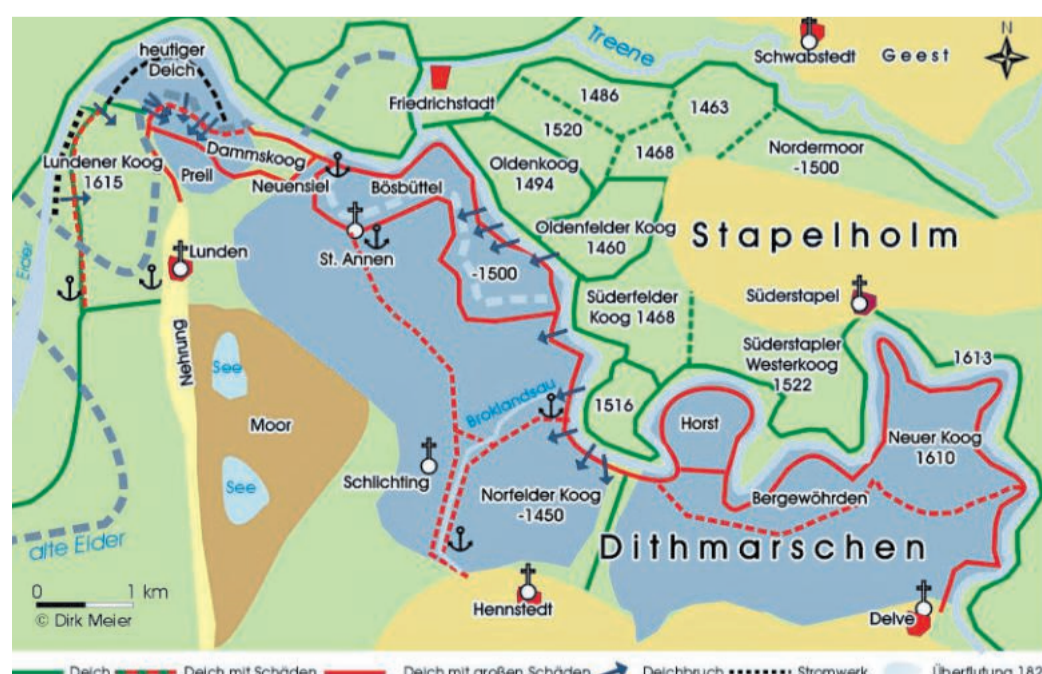 heutiger
Deich
Treene
Schwabstedt
Geest
N
Friedrichstadt
1486
1463
1520
1468
Nordermoor
-1500
Lundener Koog
1615
Dammskoog
Preil
Neuensiel
Bösbüttel
Oldenkoog
1494
Oldenfelder Koog
1460
Stapelholm
Eider
Lunden
St. Annen
-1500
Süderfelder
Koog 1468
Süderstapel
Süderstapler
Westerkoog
1522
1613
Nehrung
See
Moor
See
Broklandsau
1516
Horst
Neuer Koog
1610
Schlichting
Norfelder Koog
-1450
Bergewöhrden
alte Eider
Dithmarschen
0 1 km
© Dirk Meier
Hennstedt
Delve
Deich Deich mit Schäden Deich mit großen Schäden Deichbruch Stromwerk Überflutung 182